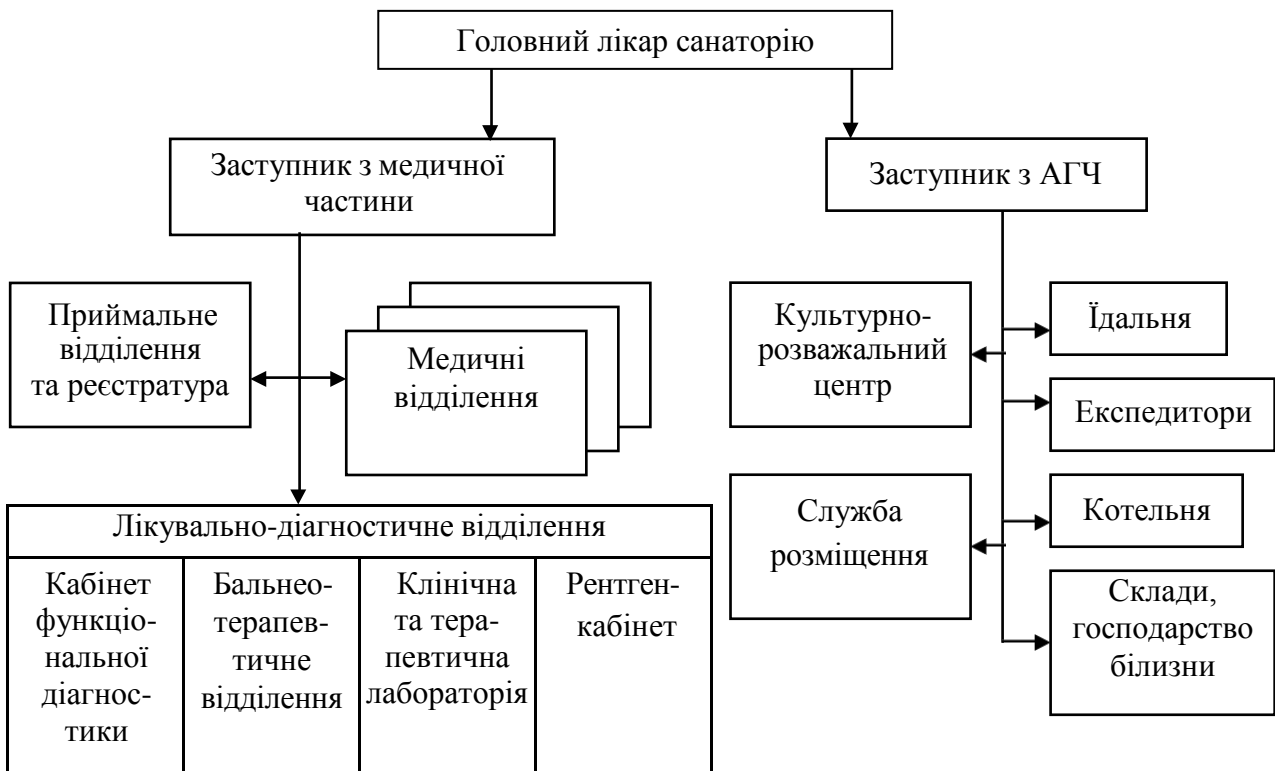 Головний лікар санаторію
Заступник з медичної
частини
Заступник з АГЧ
Приймальне
відділення
та реєстратура
Медичні
відділення
Культурно-
розважальний
центр
Їдальня
Експедитори
Служба
розміщення
Котельня
Склади,
господарство
білизни
Лікувально-діагностичне відділення
Кабінет
функціо-
нальної
діагнос-
тики
Бальнео-
терапев-
тичне
відділення
Клінічна
та тера-
певтична
лабораторія
Рентген-
кабінет